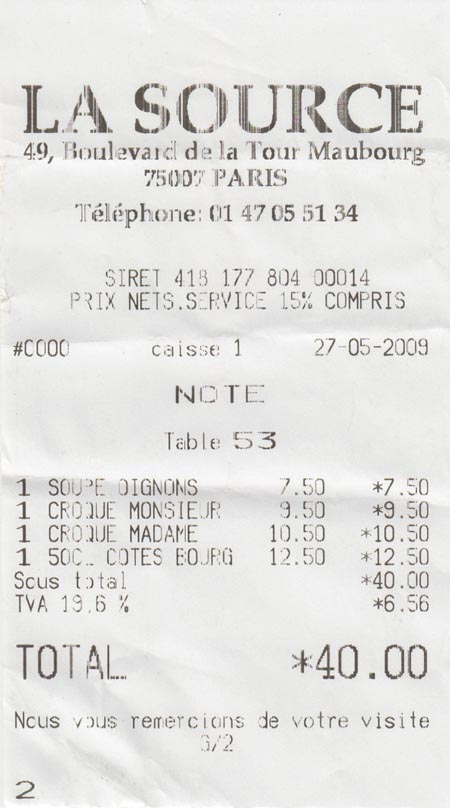 LA SOURCE
49, Boulevard de la Tour Maubourg
75007 PARIS
Téléphone: 01 47 05 51 34
SIRET 418 177 804 00014
PRIX NETS.SERVICE 15% COMPRIS
#C000 caisse 1 27-05-2009
NOTE
Table 53
1 SOUPE OIGNONS 7.50 *7.50
1 CROQUE MONSIEUR 9.50 *9.50
1 CROQUE MADAME 10.50 *10.50
1 50CL COTES BOURG 12.50 *12.50
Sous total *40.00
TVA 19,6 % *6.56
TOTAL *40.00
Nous vous remercions de votre visite
2